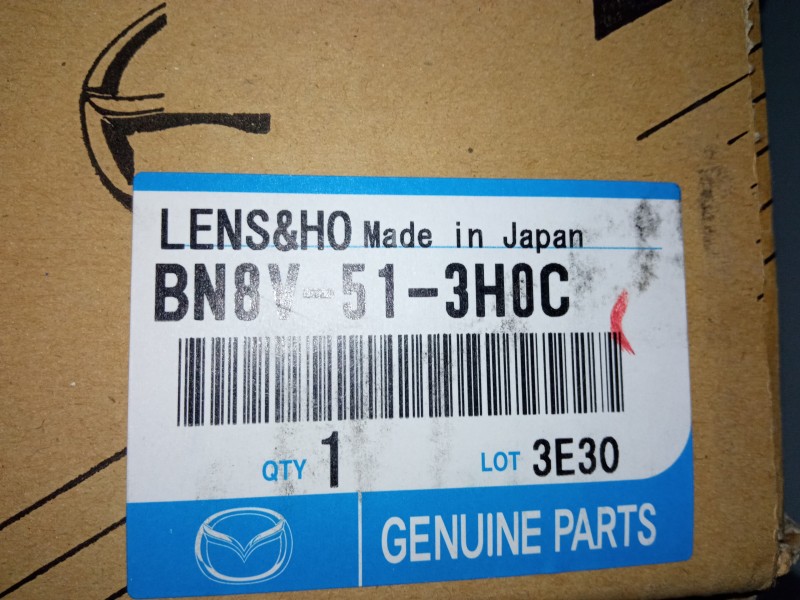 LENS&HO Made in Japan
BN8V-51-3H0C
QTY 1 LOT 3E30
GENUINE PARTS